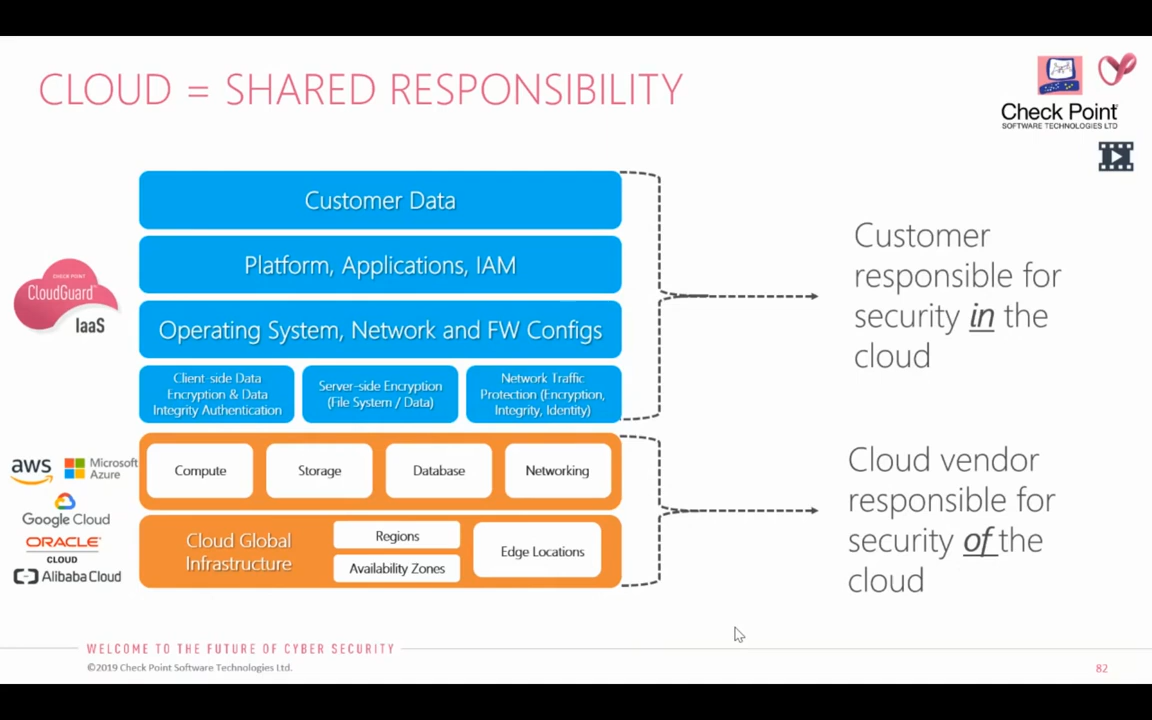 CLOUD = SHARED RESPONSIBILITY
Check Point
SOFTWARE TECHNOLOGIES LTD
Customer Data
Platform, Applications, IAM
Operating System, Network and FW Configs
CHECK POINT
CloudGuard™
IaaS
Client-side Data
Encryption & Data
Integrity Authentication
Server-side Encryption
(File System / Data)
Network Traffic
Protection (Encryption,
Integrity, Identity)
Customer
responsible for
security in the
cloud
aws
Microsoft
Azure
Google Cloud
ORACLE
CLOUD
Alibaba Cloud
Compute
Storage
Database
Networking
Cloud Global
Infrastructure
Regions
Availability Zones
Edge Locations
Cloud vendor
responsible for
security of the
cloud
WELCOME TO THE FUTURE OF CYBER SECURITY
©2019 Check Point Software Technologies Ltd.
82